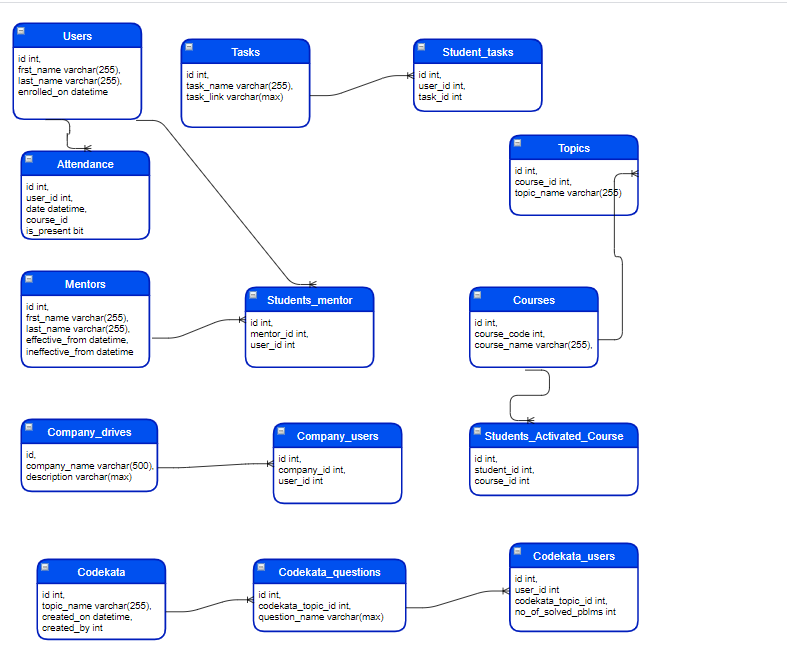 Users
id int,
frst_name varchar(255),
last_name varchar(255),
enrolled_on datetime
Tasks
id int,
task_name varchar(255),
task_link varchar(max)
Student_tasks
id int,
user_id int,
task_id int
Topics
id int,
course_id int,
topic_name varchar(255)
Attendance
id int,
user_id int,
date datetime,
course_id
is_present bit
Mentors
id int,
frst_name varchar(255),
last_name varchar(255),
effective_from datetime,
ineffective_from datetime
Students_mentor
id int,
mentor_id int,
user_id int
Courses
id int,
course_code int,
course_name varchar(255),
Company_drives
id,
company_name varchar(500),
description varchar(max)
Company_users
id int,
company_id int,
user_id int
Students_Activated_Course
id int,
student_id int,
course_id int
Codekata
id int,
topic_name varchar(255),
created_on datetime,
created_by int
Codekata_questions
id int,
codekata_topic_id int,
question_name varchar(max)
Codekata_users
id int,
user_id int
codekata_topic_id int,
no_of_solved_pblms int